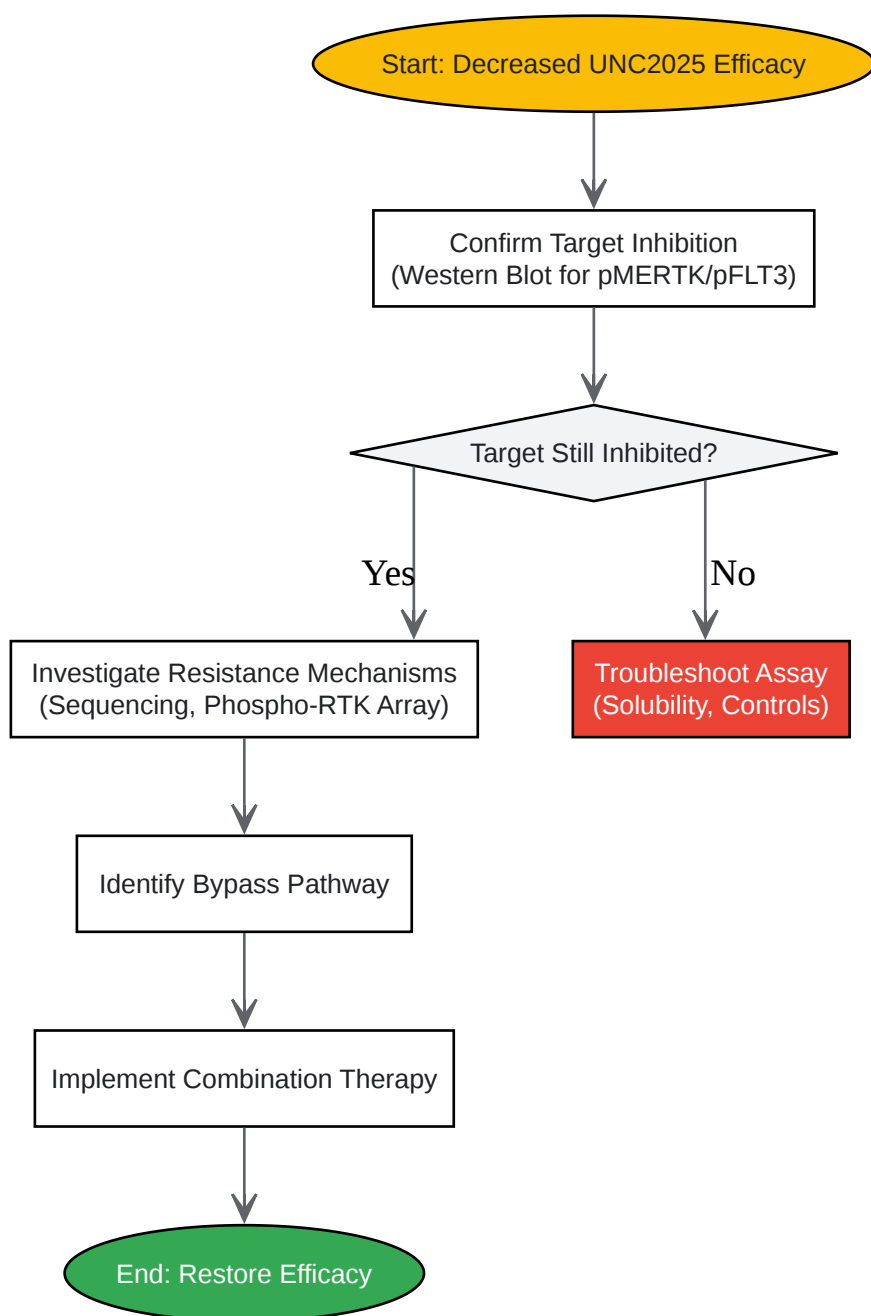 Start: Decreased UNC2025 Efficacy
Confirm Target Inhibition
(Western Blot for pMERTK/pFLT3)
Target Still Inhibited?
Yes
No
Investigate Resistance Mechanisms
(Sequencing, Phospho-RTK Array)
Troubleshoot Assay
(Solubility, Controls)
Identify Bypass Pathway
Implement Combination Therapy
End: Restore Efficacy